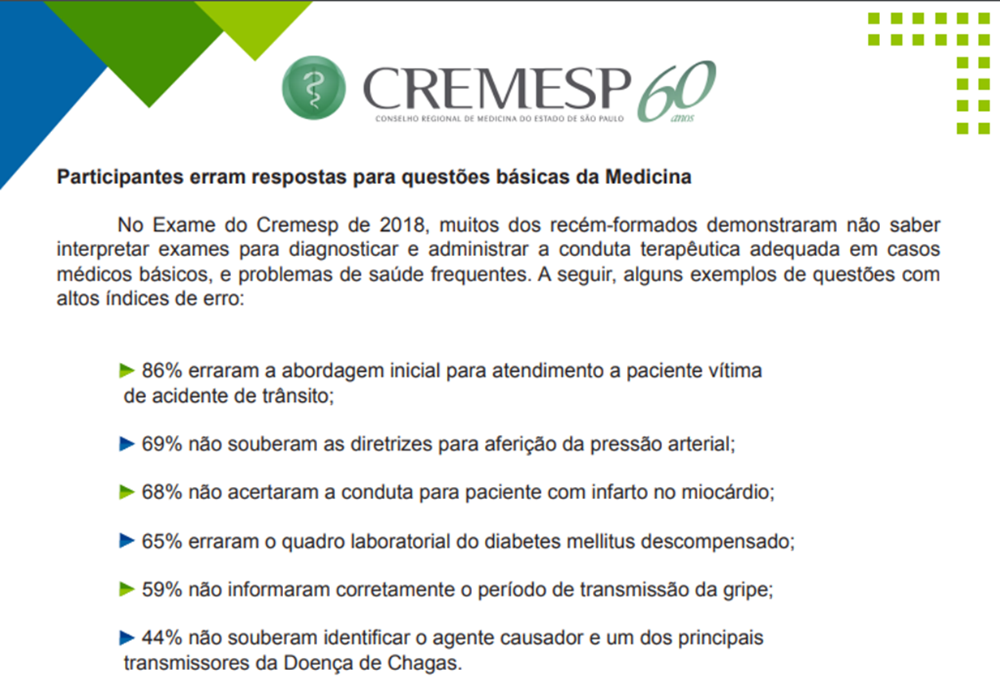 CREMESP 60
CONSELHO REGIONAL DE MEDICINA DO ESTADO DE SÃO PAULO anos
Participantes erram respostas para questões básicas da Medicina
No Exame do Cremesp de 2018, muitos dos recém-formados demonstraram não saber
interpretar exames para diagnosticar e administrar a conduta terapêutica adequada em casos
médicos básicos, e problemas de saúde frequentes. A seguir, alguns exemplos de questões com
altos índices de erro:
86% erraram a abordagem inicial para atendimento a paciente vítima
de acidente de trânsito;
69% não souberam as diretrizes para aferição da pressão arterial;
68% não acertaram a conduta para paciente com infarto no miocárdio;
65% erraram o quadro laboratorial do diabetes mellitus descompensado;
59% não informaram corretamente o período de transmissão da gripe;
44% não souberam identificar o agente causador e um dos principais
transmissores da Doença de Chagas.